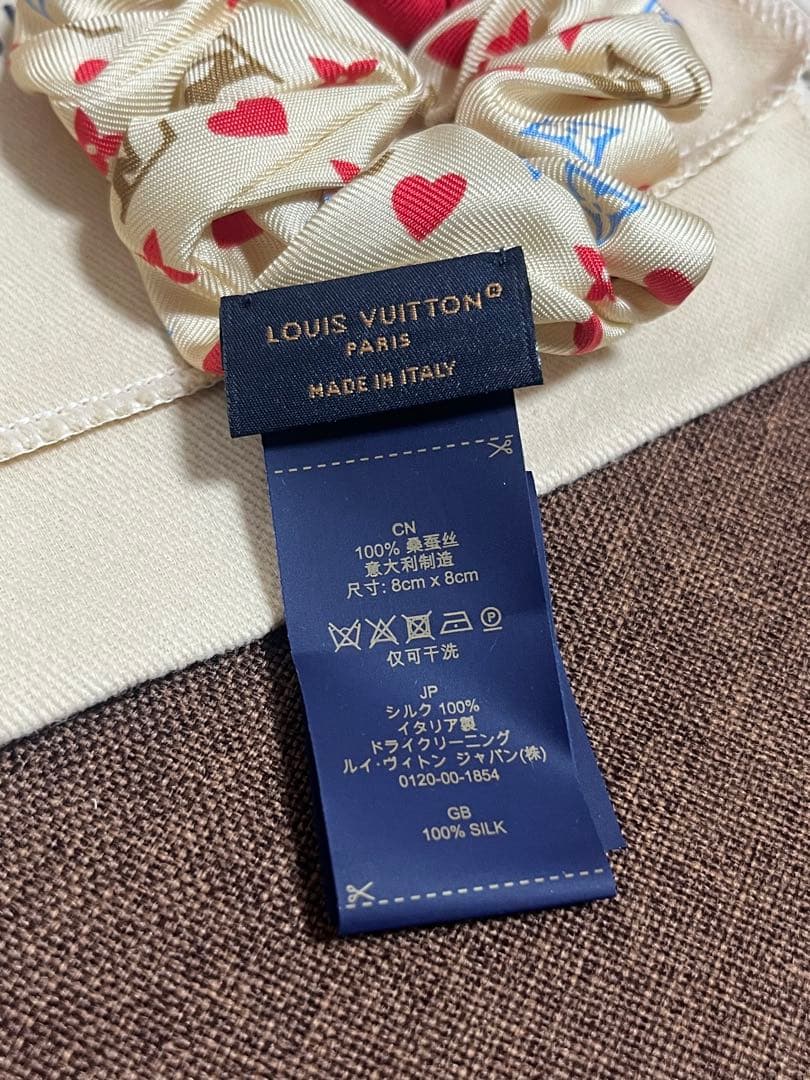 LOUIS VUITTON®
PARIS
MADE IN ITALY
CN
100% 桑蚕丝
意大利制造
尺寸: 8cm x 8cm
P
仅可干洗
JP
シルク 100%
イタリア製
ドライクリーニング
ルイ・ヴィトン ジャパン(株)
0120-00-1854
GB
100% SILK